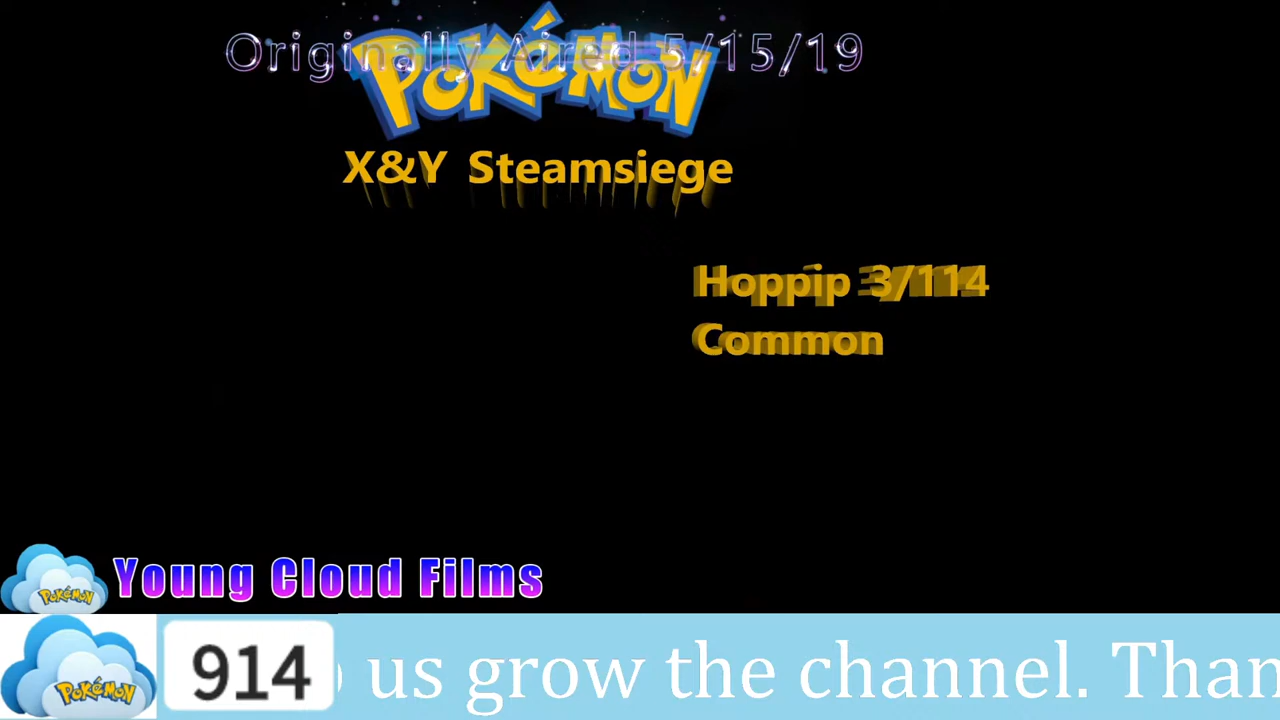 Originally Aired 5/15/19
POKéMON
X&Y Steamsiege
Hoppip 3/114
Common
POKéMON
Young Cloud Films
POKéMON
914
us grow the channel. Than